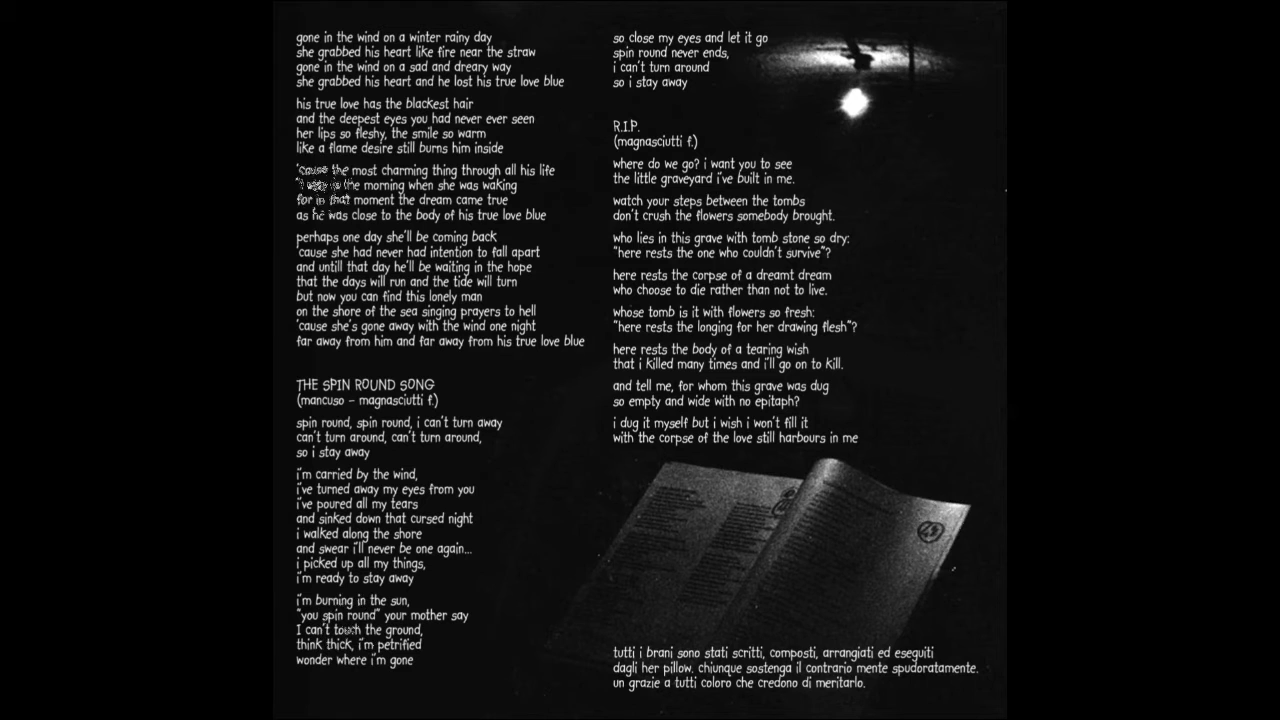 gone in the wind on a winter rainy day
she grabbed his heart like fire near the straw
gone in the wind on a sad and dreary way
she grabbed his heart and he lost his true love blue
his true love has the blackest hair
and the deepest eyes you had never ever seen
her lips so fleshy, the smile so warm
like a flame desire still burns him inside
'cause the most charming thing through all his life
the morning when she was waking
for in that moment the dream came true
as he was close to the body of his true love blue
perhaps one day she'll be coming back
'cause she had never had intention to fall apart
and untill that day he'll be waiting in the hope
that the days will run and the tide will turn
but now you can find this lonely man
on the shore of the sea singing prayers to hell
'cause she's gone away with the wind one night
far away from him and far away from his true love blue
THE SPIN ROUND SONG
(mancuso - magnasciutti f.)
spin round, spin round, i can't turn away
can't turn around, can't turn around,
so i stay away
i'm carried by the wind,
i've turned away my eyes from you
i've poured all my tears
and sinked down that cursed night
i walked along the shore
and swear i'll never be one again...
i picked up all my things,
i'm ready to stay away
i'm burning in the sun,
"you spin round" your mother say
I can't touch the ground,
think thick, i'm petrified
wonder where i'm gone
so close my eyes and let it go
spin round never ends,
i can't turn around
so i stay away
R.I.P.
(magnasciutti f.)
where do we go? i want you to see
the little graveyard i've built in me.
watch your steps between the tombs
don't crush the flowers somebody brought.
who lies in this grave with tomb stone so dry:
"here rests the one who couldn't survive"?
here rests the corpse of a dreamt dream
who choose to die rather than not to live.
whose tomb is it with flowers so fresh:
"here rests the longing for her drawing flesh"?
here rests the body of a tearing wish
that i killed many times and i'll go on to kill.
and tell me, for whom this grave was dug
so empty and wide with no epitaph?
i dug it myself but i wish i won't fill it
with the corpse of the love still harbours in me
tutti i brani sono stati scritti, composti, arrangiati ed eseguiti
dagli her pillow. chiunque sostenga il contrario mente spudoratamente.
un grazie a tutti coloro che credono di meritarlo.